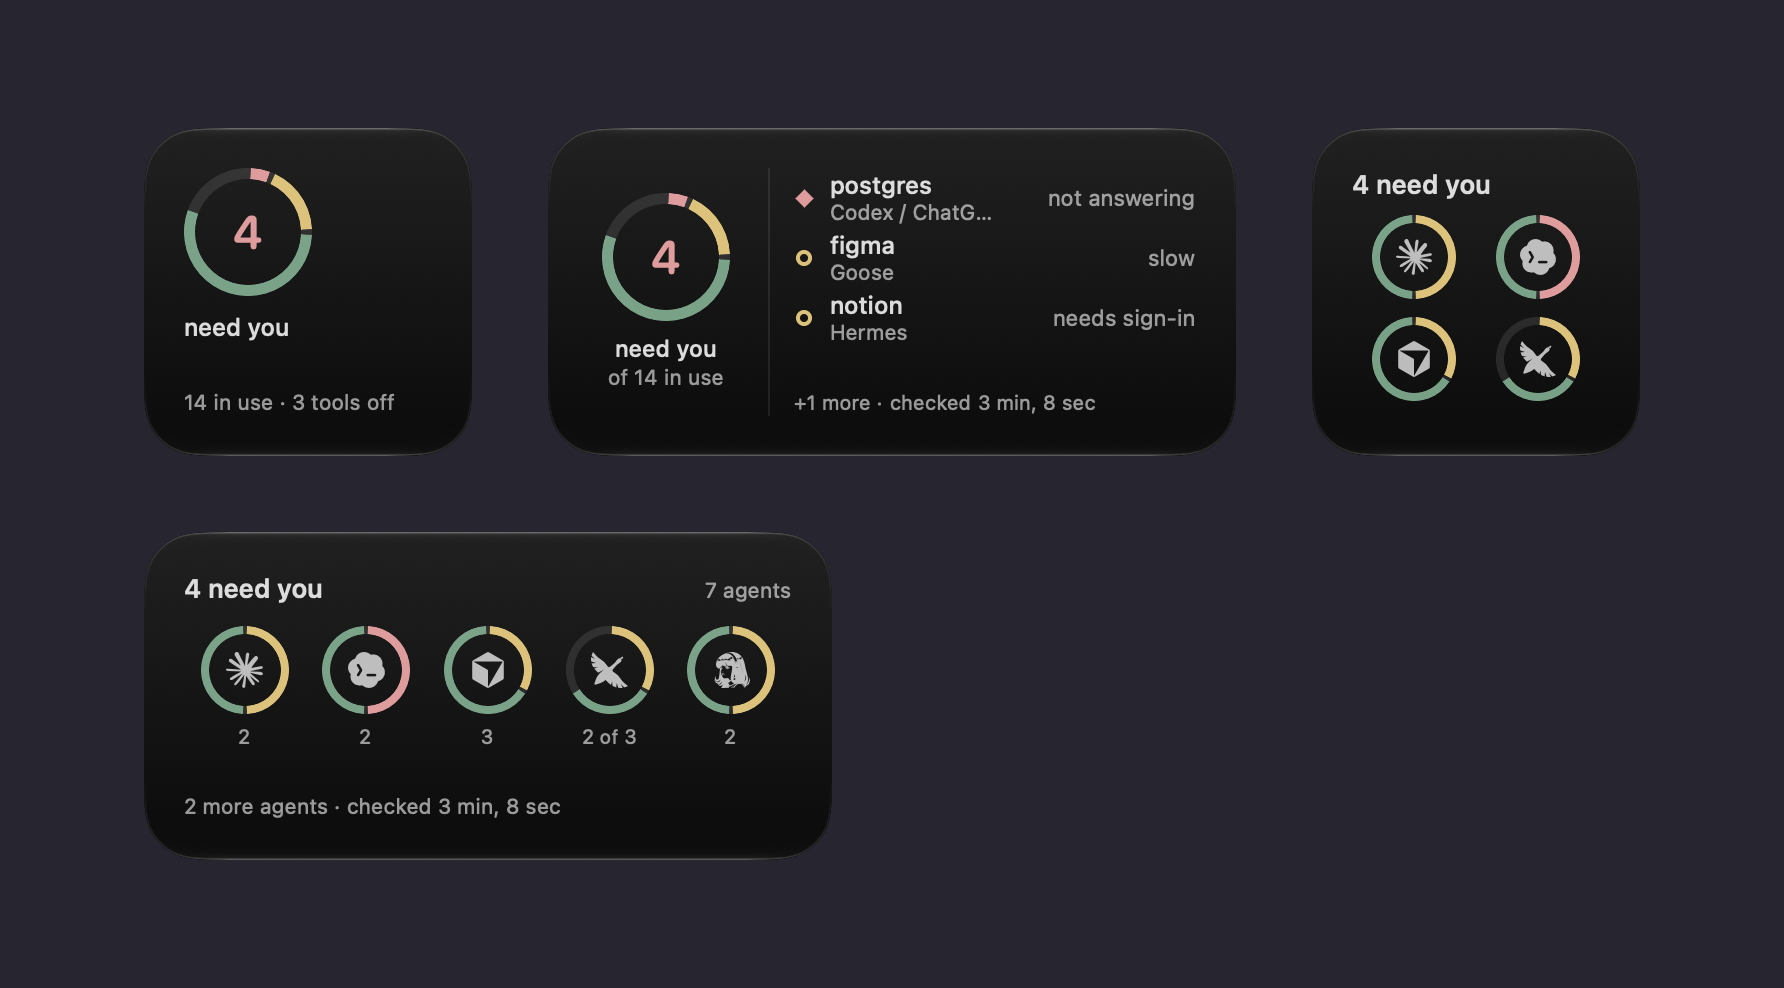 4
need you
14 in use · 3 tools off
4
need you
of 14 in use
postgres
Codex / ChatG...
not answering
figma
Goose
slow
notion
Hermes
needs sign-in
+1 more · checked 3 min, 8 sec
4 need you
4 need you
7 agents
2
2
3
2 of 3
2
2 more agents · checked 3 min, 8 sec